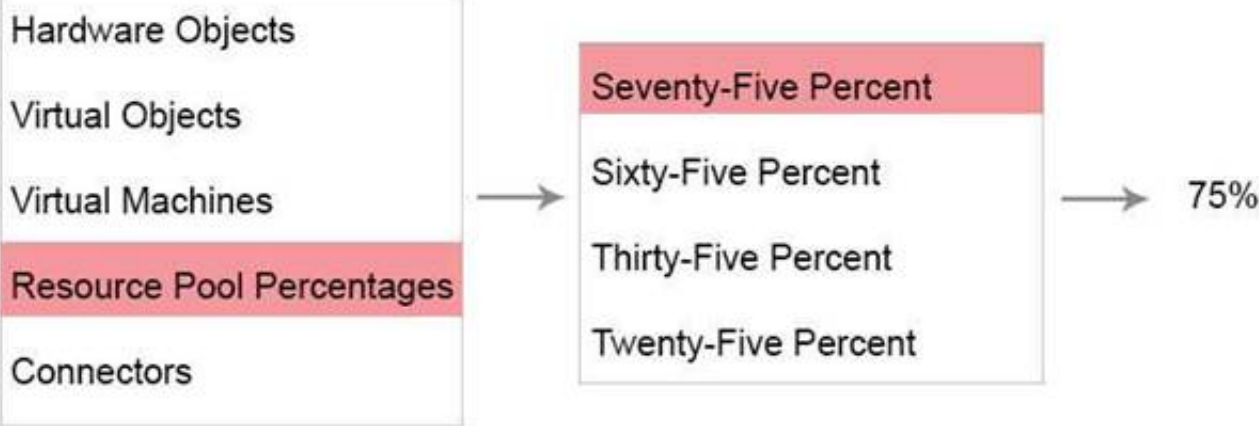 Hardware Objects
Virtual Objects
Virtual Machines
Resource Pool Percentages
Connectors
Seventy-Five Percent
Sixty-Five Percent
Thirty-Five Percent
Twenty-Five Percent
75%